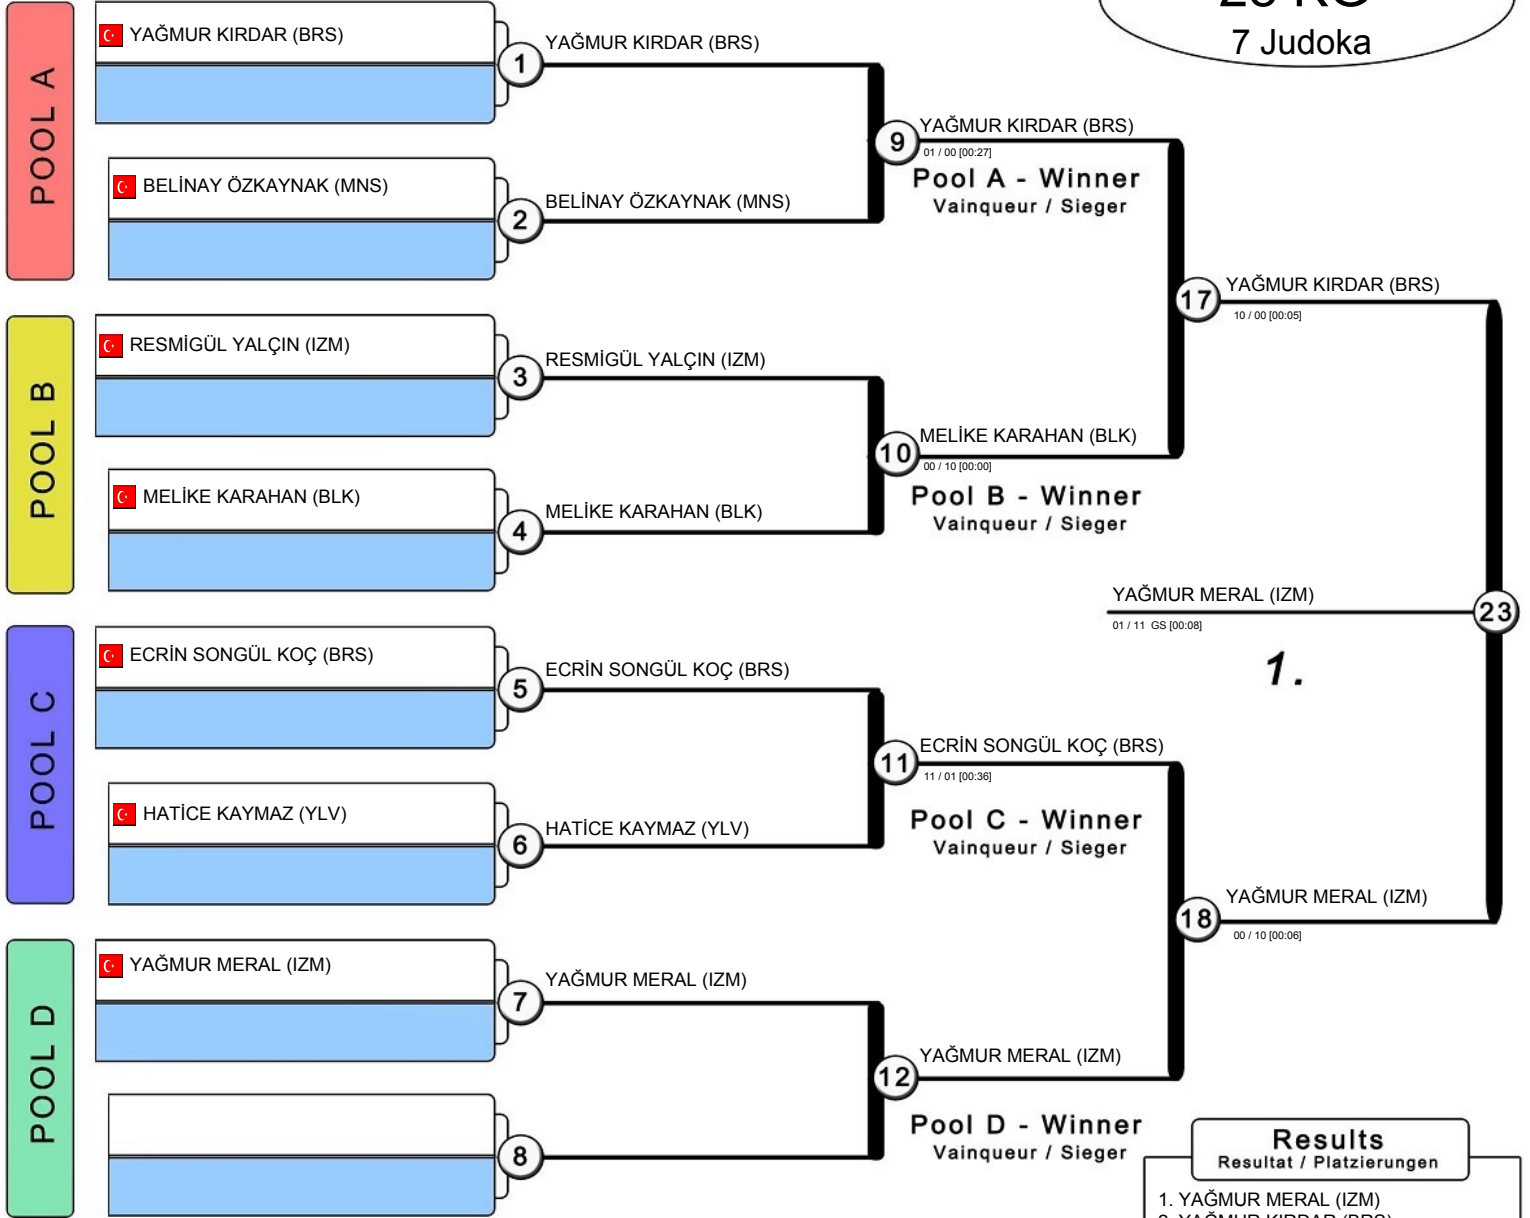 7 Judoka
POOL A
YAĞMUR KIRDAR (BRS)
1
YAĞMUR KIRDAR (BRS)
BELİNAY ÖZKAYNAK (MNS)
2
BELİNAY ÖZKAYNAK (MNS)
9
YAĞMUR KIRDAR (BRS)
01 / 00 [00:27]
Pool A - Winner
Vainqueur / Sieger
17
YAĞMUR KIRDAR (BRS)
10 / 00 [00:05]
POOL B
RESMİGÜL YALÇIN (IZM)
3
RESMİGÜL YALÇIN (IZM)
MELİKE KARAHAN (BLK)
4
MELİKE KARAHAN (BLK)
10
MELİKE KARAHAN (BLK)
00 / 10 [00:00]
Pool B - Winner
Vainqueur / Sieger
YAĞMUR MERAL (IZM)
23
01 / 11 GS [00:08]
1.
POOL C
ECRİN SONGÜL KOÇ (BRS)
5
ECRİN SONGÜL KOÇ (BRS)
HATİCE KAYMAZ (YLV)
6
HATİCE KAYMAZ (YLV)
11
ECRİN SONGÜL KOÇ (BRS)
11 / 01 [00:36]
Pool C - Winner
Vainqueur / Sieger
18
YAĞMUR MERAL (IZM)
00 / 10 [00:06]
POOL D
YAĞMUR MERAL (IZM)
7
YAĞMUR MERAL (IZM)
8
12
YAĞMUR MERAL (IZM)
Pool D - Winner
Vainqueur / Sieger
Results
Resultat / Platzierungen
1. YAĞMUR MERAL (IZM)
2. YAĞMUR KIRDAR (BRS)